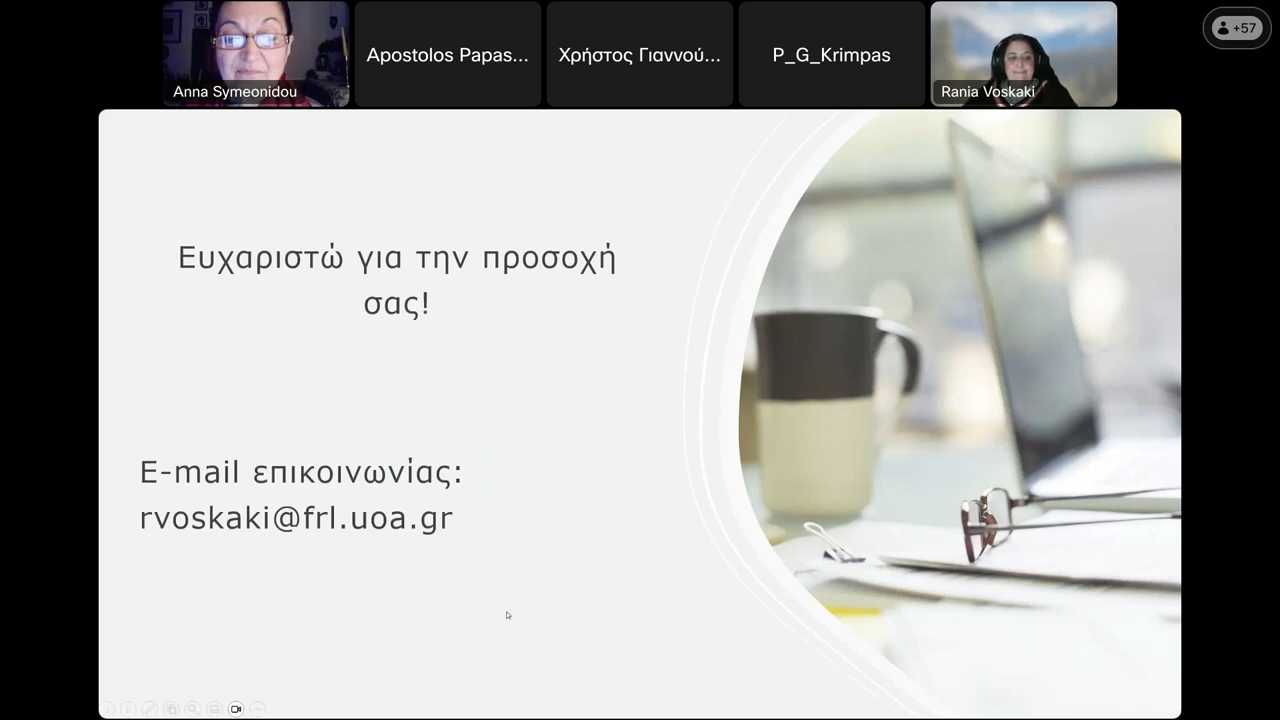 Anna Symeonidou
Apostolos Papas...
Χρήστος Γιαννού...
P_G_Krimpas
Rania Voskaki
+57
Ευχαριστώ για την προσοχή
σας!
E-mail επικοινωνίας:
rvoskaki@frl.uoa.gr